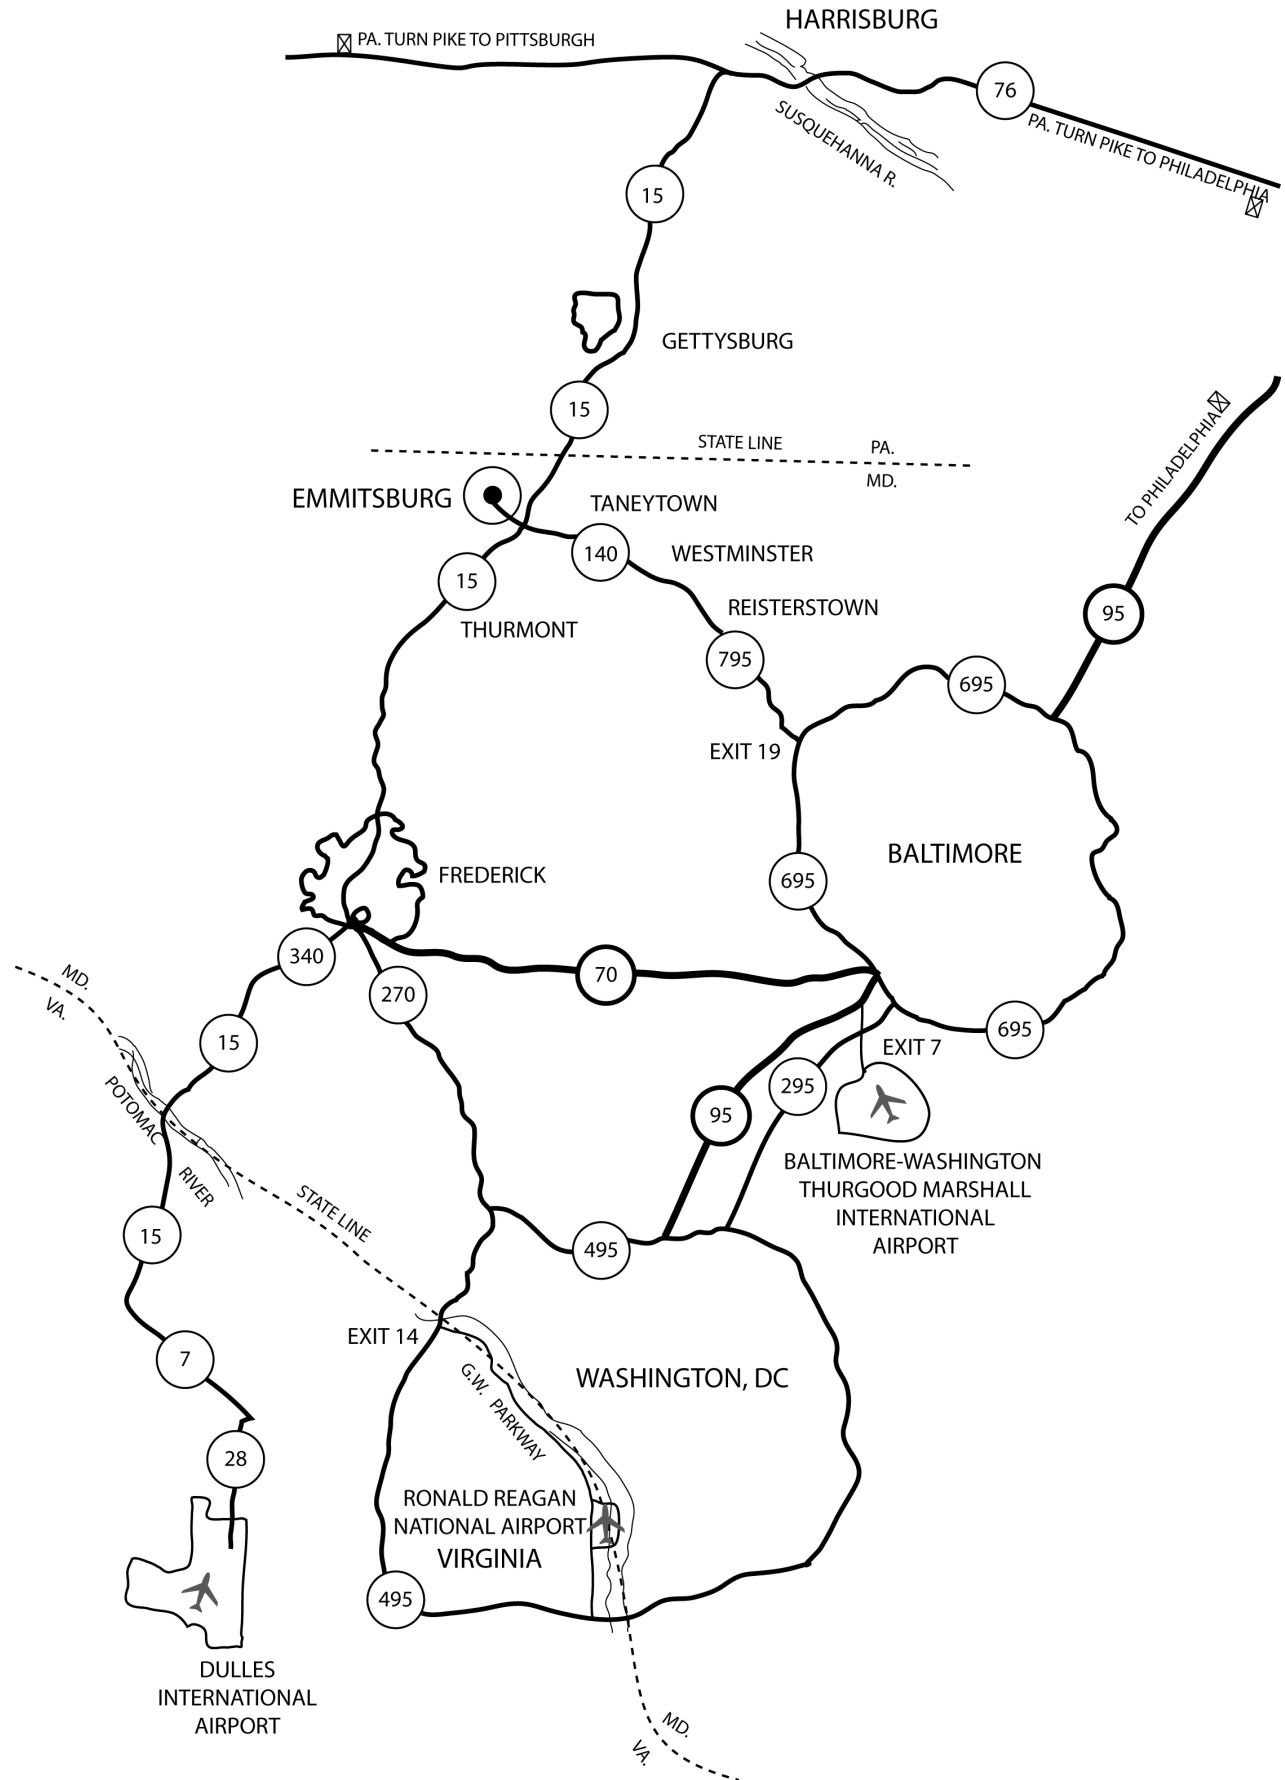 HARRISBURG
PA. TURN PIKE TO PITTSBURGH
76
SUSQUEHANNA R.
PA. TURN PIKE TO PHILADELPHIA
15
GETTYSBURG
15
STATE LINE
PA.
MD.
TO PHILADELPHIA
EMMITSBURG
TANEYTOWN
140
WESTMINSTER
15
THURMONT
REISTERSTOWN
95
795
695
EXIT 19
BALTIMORE
695
FREDERICK
340
70
270
MD.
VA.
15
695
EXIT 7
295
95
POTOMAC
RIVER
BALTIMORE-WASHINGTON
THURGOOD MARSHALL
INTERNATIONAL
AIRPORT
STATE LINE
15
495
EXIT 14
7
G.W. PARKWAY
WASHINGTON, DC
28
RONALD REAGAN
NATIONAL AIRPORT
VIRGINIA
495
DULLES
INTERNATIONAL
AIRPORT
MD.
VA.